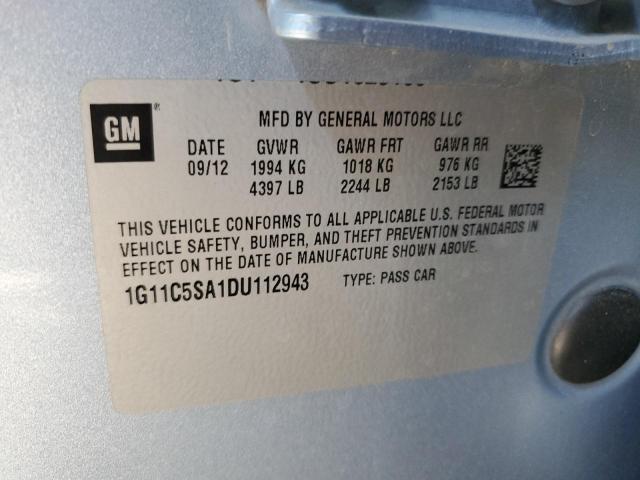 GM
MFD BY GENERAL MOTORS LLC
DATE GVWR GAWR FRT GAWR RR
09/12 1994 KG 1018 KG 976 KG
4397 LB 2244 LB 2153 LB
THIS VEHICLE CONFORMS TO ALL APPLICABLE U.S. FEDERAL MOTOR
VEHICLE SAFETY, BUMPER, AND THEFT PREVENTION STANDARDS IN
EFFECT ON THE DATE OF MANUFACTURE SHOWN ABOVE.
1G11C5SA1DU112943 TYPE: PASS CAR